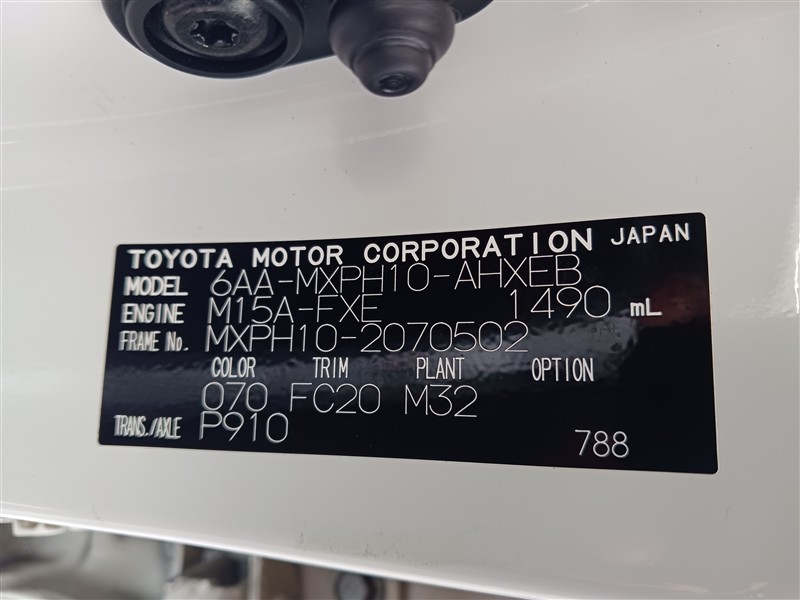 TOYOTA MOTOR CORPORATION JAPAN
MODEL 6AA-MXPH10-AHXEB
ENGINE M15A-FXE 1490 mL
FRAME No. MXPH10-2070502
COLOR TRIM PLANT OPTION
070 FC20 M32
TRANS./AXLE P910
788